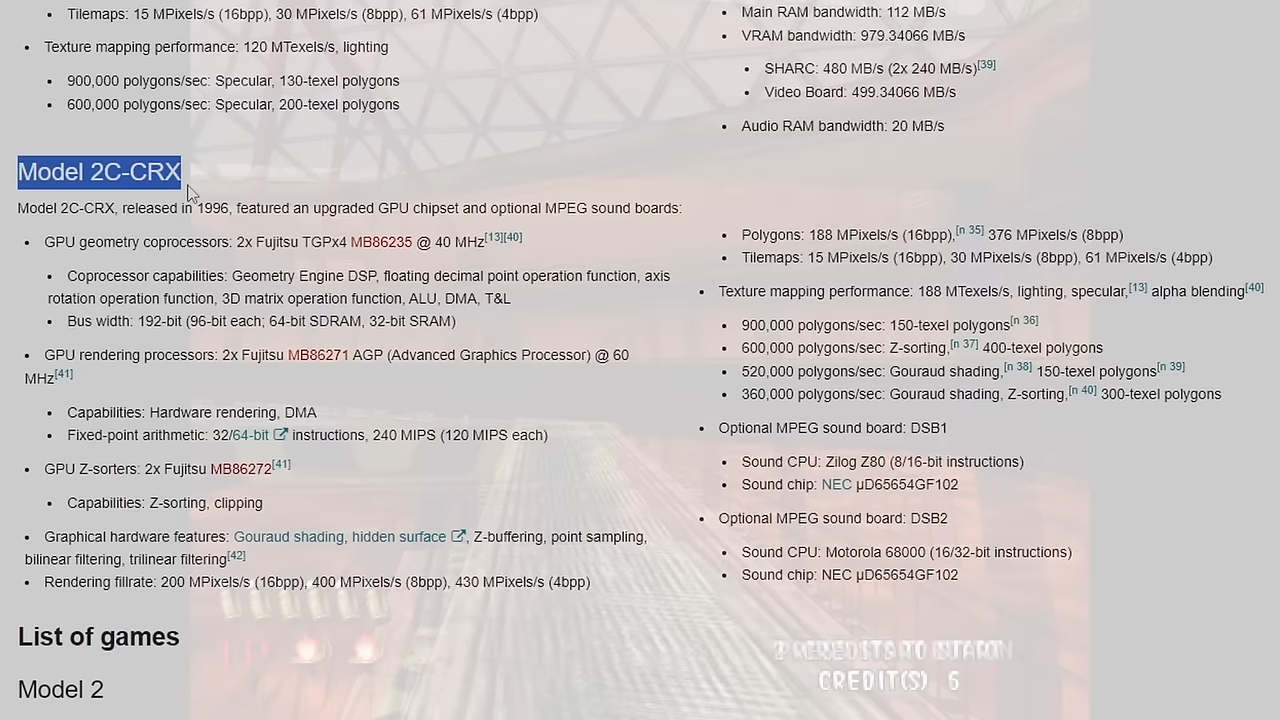 Tilemaps: 15 MPixels/s (16bpp), 30 MPixels/s (8bpp), 61 MPixels/s (4bpp)
Texture mapping performance: 120 MTexels/s, lighting
900,000 polygons/sec: Specular, 130-texel polygons
600,000 polygons/sec: Specular, 200-texel polygons
Main RAM bandwidth: 112 MB/s
VRAM bandwidth: 979.34066 MB/s
SHARC: 480 MB/s (2x 240 MB/s)[39]
Video Board: 499.34066 MB/s
Audio RAM bandwidth: 20 MB/s
Model 2C-CRX
Model 2C-CRX, released in 1996, featured an upgraded GPU chipset and optional MPEG sound boards:
GPU geometry coprocessors: 2x Fujitsu TGPx4 MB86235 @ 40 MHz[13][40]
Coprocessor capabilities: Geometry Engine DSP, floating decimal point operation function, axis
rotation operation function, 3D matrix operation function, ALU, DMA, T&L
Bus width: 192-bit (96-bit each; 64-bit SDRAM, 32-bit SRAM)
GPU rendering processors: 2x Fujitsu MB86271 AGP (Advanced Graphics Processor) @ 60
MHz[41]
Capabilities: Hardware rendering, DMA
Fixed-point arithmetic: 32/64-bit instructions, 240 MIPS (120 MIPS each)
GPU Z-sorters: 2x Fujitsu MB86272[41]
Capabilities: Z-sorting, clipping
Graphical hardware features: Gouraud shading, hidden surface, Z-buffering, point sampling,
bilinear filtering, trilinear filtering[42]
Rendering fillrate: 200 MPixels/s (16bpp), 400 MPixels/s (8bpp), 430 MPixels/s (4bpp)
Polygons: 188 MPixels/s (16bpp),[n 35] 376 MPixels/s (8bpp)
Tilemaps: 15 MPixels/s (16bpp), 30 MPixels/s (8bpp), 61 MPixels/s (4bpp)
Texture mapping performance: 188 MTexels/s, lighting, specular,[13] alpha blending[40]
900,000 polygons/sec: 150-texel polygons[n 36]
600,000 polygons/sec: Z-sorting,[n 37] 400-texel polygons
520,000 polygons/sec: Gouraud shading,[n 38] 150-texel polygons[n 39]
360,000 polygons/sec: Gouraud shading, Z-sorting,[n 40] 300-texel polygons
Optional MPEG sound board: DSB1
Sound CPU: Zilog Z80 (8/16-bit instructions)
Sound chip: NEC µD65654GF102
Optional MPEG sound board: DSB2
Sound CPU: Motorola 68000 (16/32-bit instructions)
Sound chip: NEC µD65654GF102
List of games
Model 2
CREDIT(S) 6